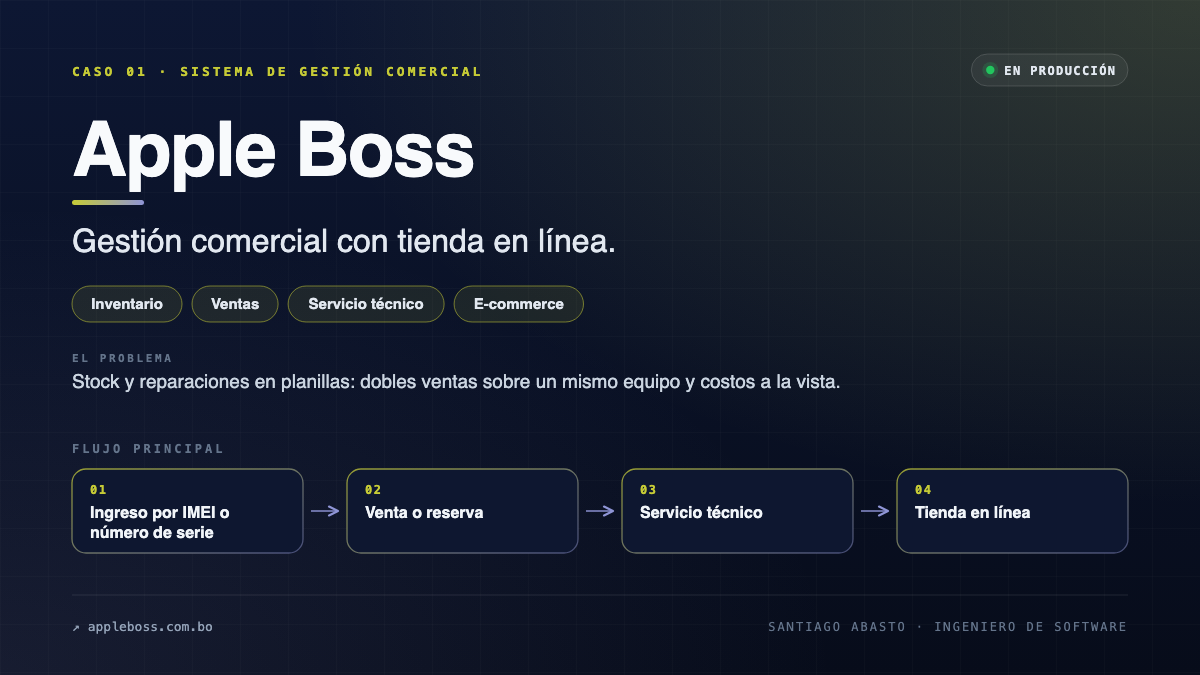 CASO 01 · SISTEMA DE GESTIÓN COMERCIAL
EN PRODUCCIÓN
Apple Boss
Gestión comercial con tienda en línea.
Inventario
Ventas
Servicio técnico
E-commerce
EL PROBLEMA
Stock y reparaciones en planillas: dobles ventas sobre un mismo equipo y costos a la vista.
FLUJO PRINCIPAL
01
Ingreso por IMEI o
número de serie
02
Venta o reserva
03
Servicio técnico
04
Tienda en línea
↗ appleboss.com.bo
SANTIAGO ABASTO · INGENIERO DE SOFTWARE